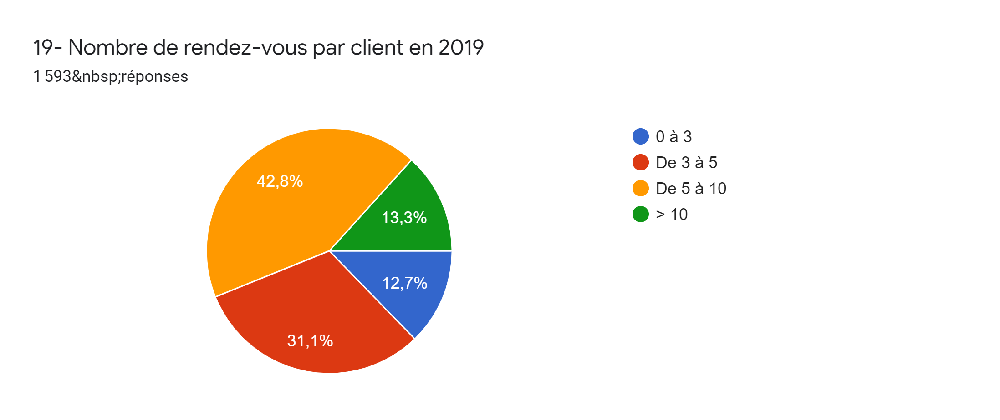 19- Nombre de rendez-vous par client en 2019
1 593&nbsp;réponses
0 à 3
De 3 à 5
De 5 à 10
> 10
42,8%
13,3%
12,7%
31,1%